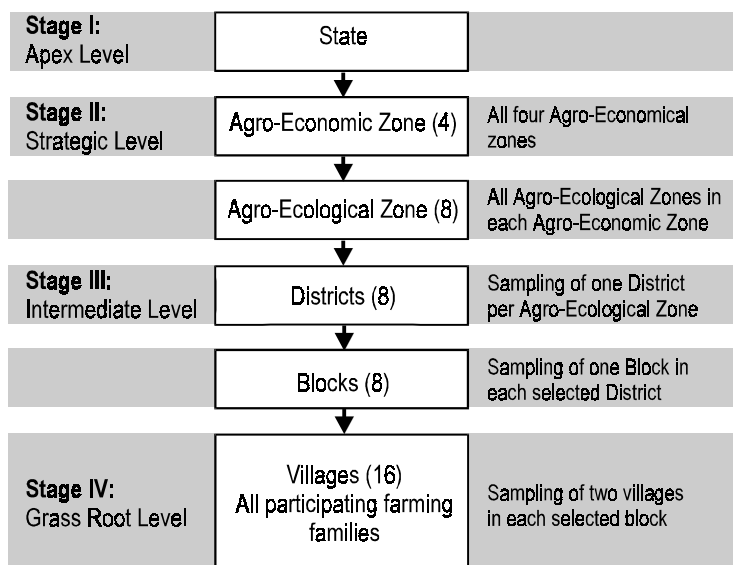 Stage I:
Apex Level
State
Stage II:
Strategic Level
Agro-Economic Zone (4)
All four Agro-Economical
zones
Agro-Ecological Zone (8)
All Agro-Ecological Zones in
each Agro-Economic Zone
Stage III:
Intermediate Level
Districts (8)
Sampling of one District
per Agro-Ecological Zone
Blocks (8)
Sampling of one Block in
each selected District
Stage IV:
Grass Root Level
Villages (16)
All participating farming
families
Sampling of two villages
in each selected block